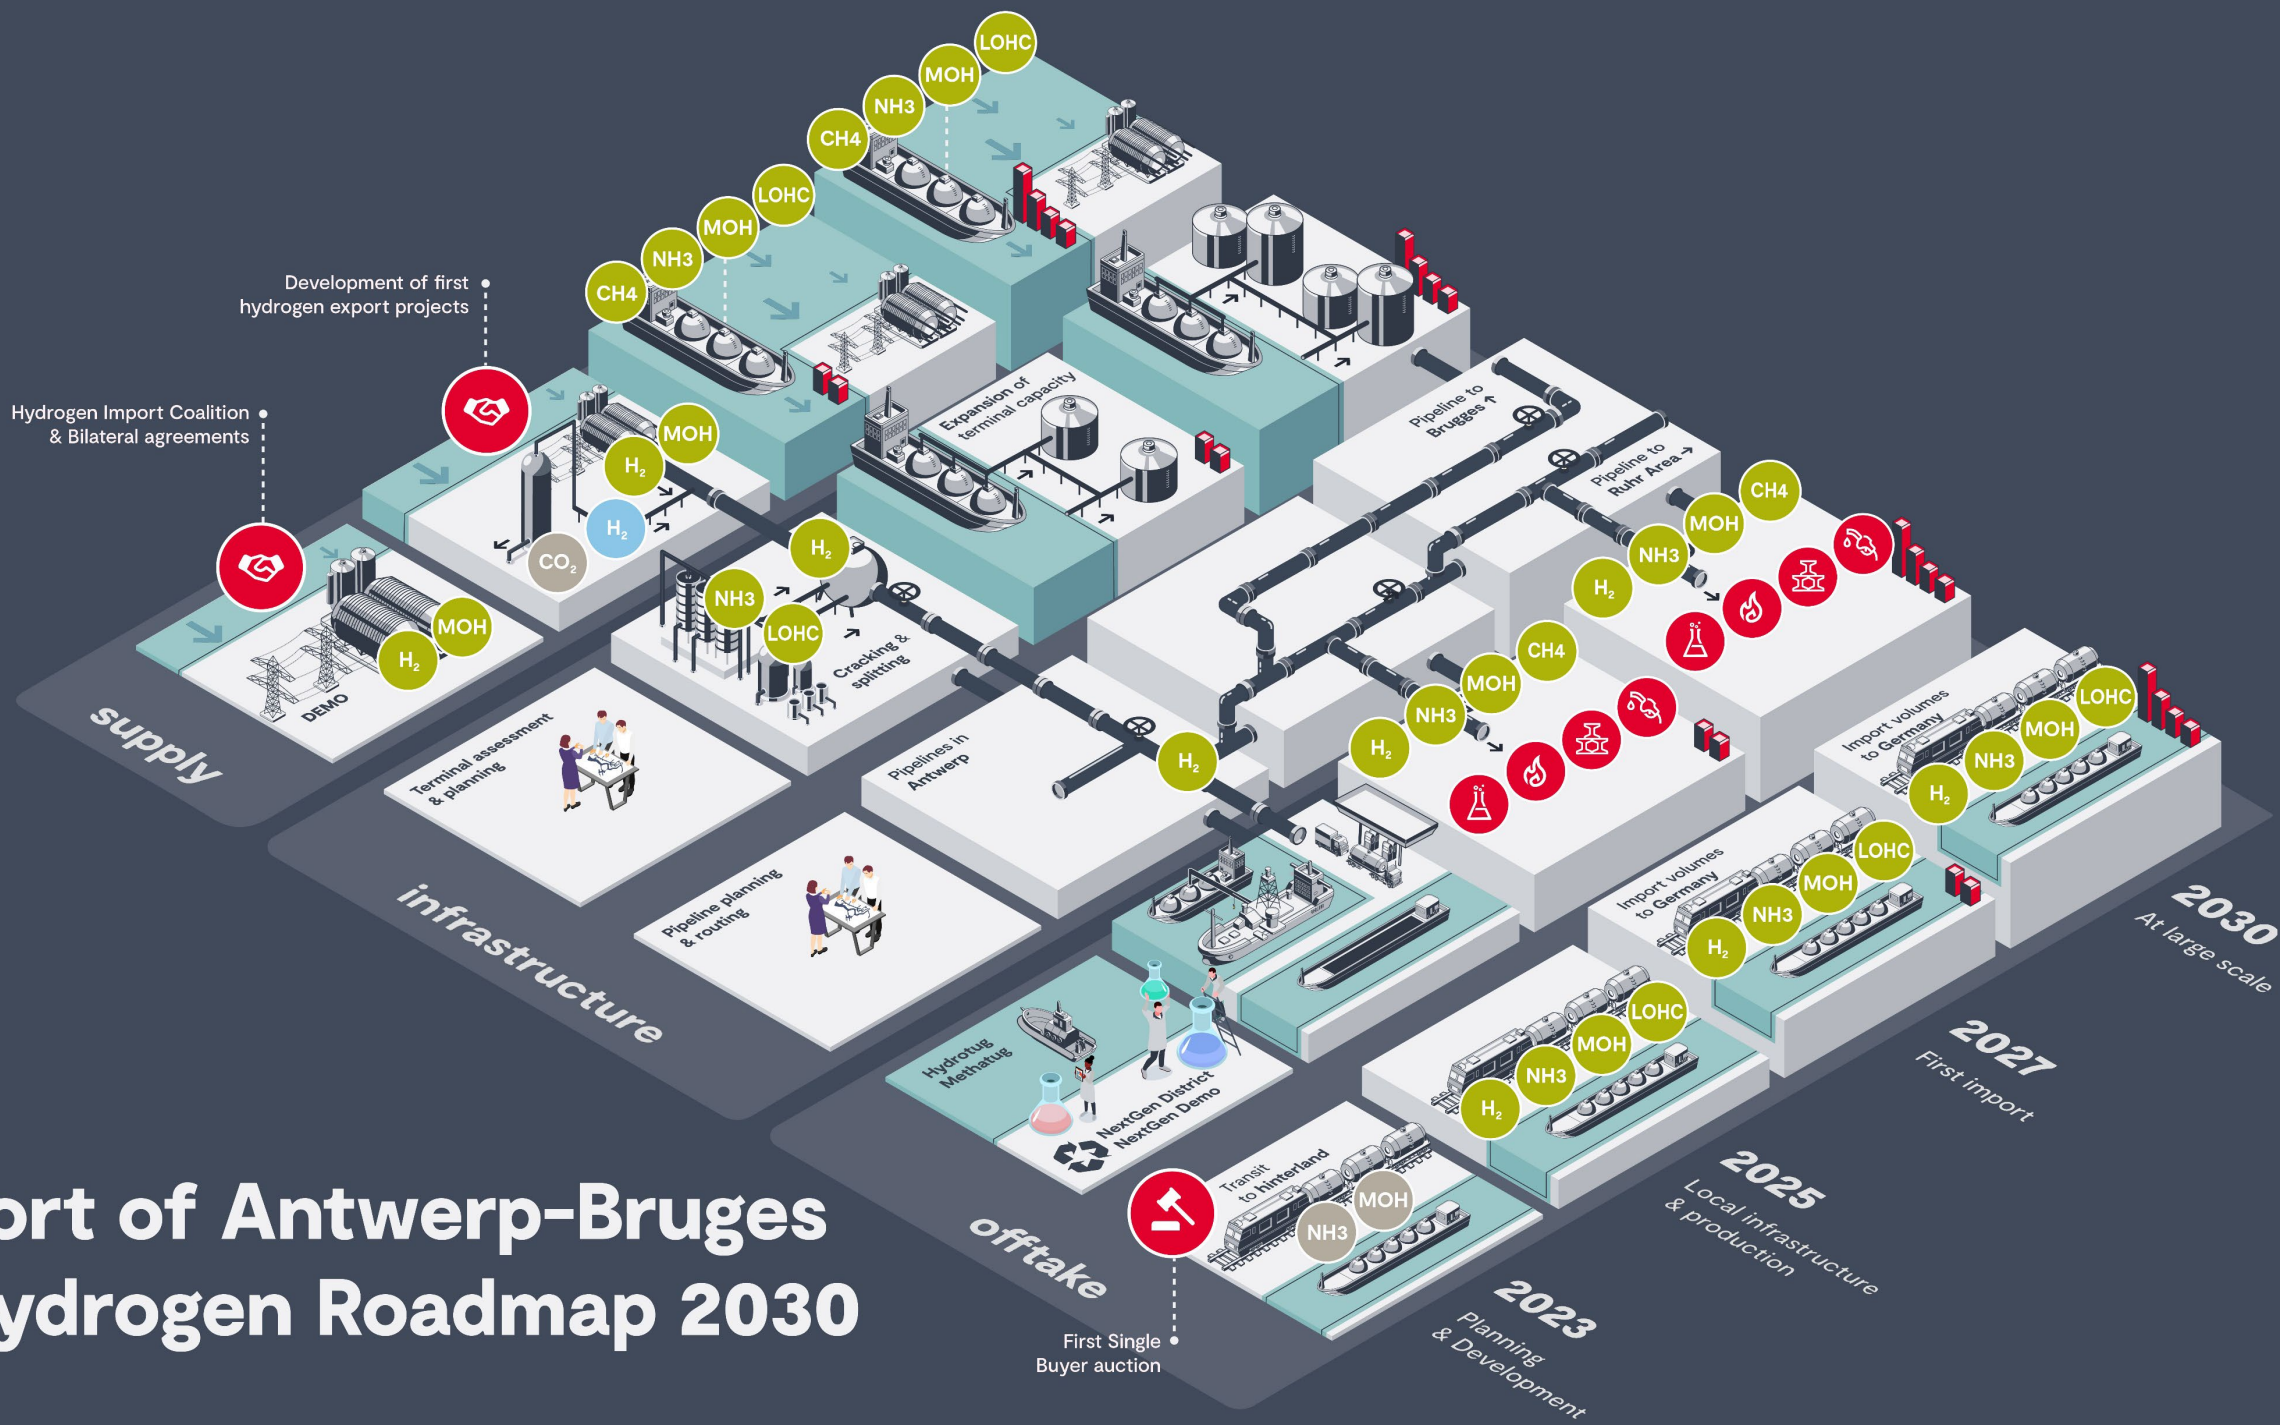 LOHC
MOH
NH3
CH4
LOHC
MOH
NH3
CH4
Development of first
hydrogen export projects
Hydrogen Import Coalition
& Bilateral agreements
MOH
H₂
H₂
CO₂
MOH
H₂
DEMO
supply
Expansion of
terminal capacity
H₂
NH3
LOHC
Cracking &
splitting
Terminal assessment
& planning
Pipeline to
Brugges ↑
Pipeline to
Ruhr Area →
Pipelines in
Antwerp
H₂
Pipeline planning
& routing
infrastructure
CH4
MOH
NH3
H₂
CH4
MOH
NH3
H₂
Import volumes
to Germany
LOHC
MOH
NH3
H₂
Import volumes
to Germany
LOHC
MOH
NH3
H₂
LOHC
MOH
NH3
H₂
Hydrotug
Methatug
NextGen District
NextGen Demo
Transit
to hinterland
MOH
NH3
offtake
First Single
Buyer auction
2030
At large scale
2027
First import
2025
Local infrastructure
& production
2023
Planning
& Development
ort of Antwerp-Bruges
ydrogen Roadmap 2030